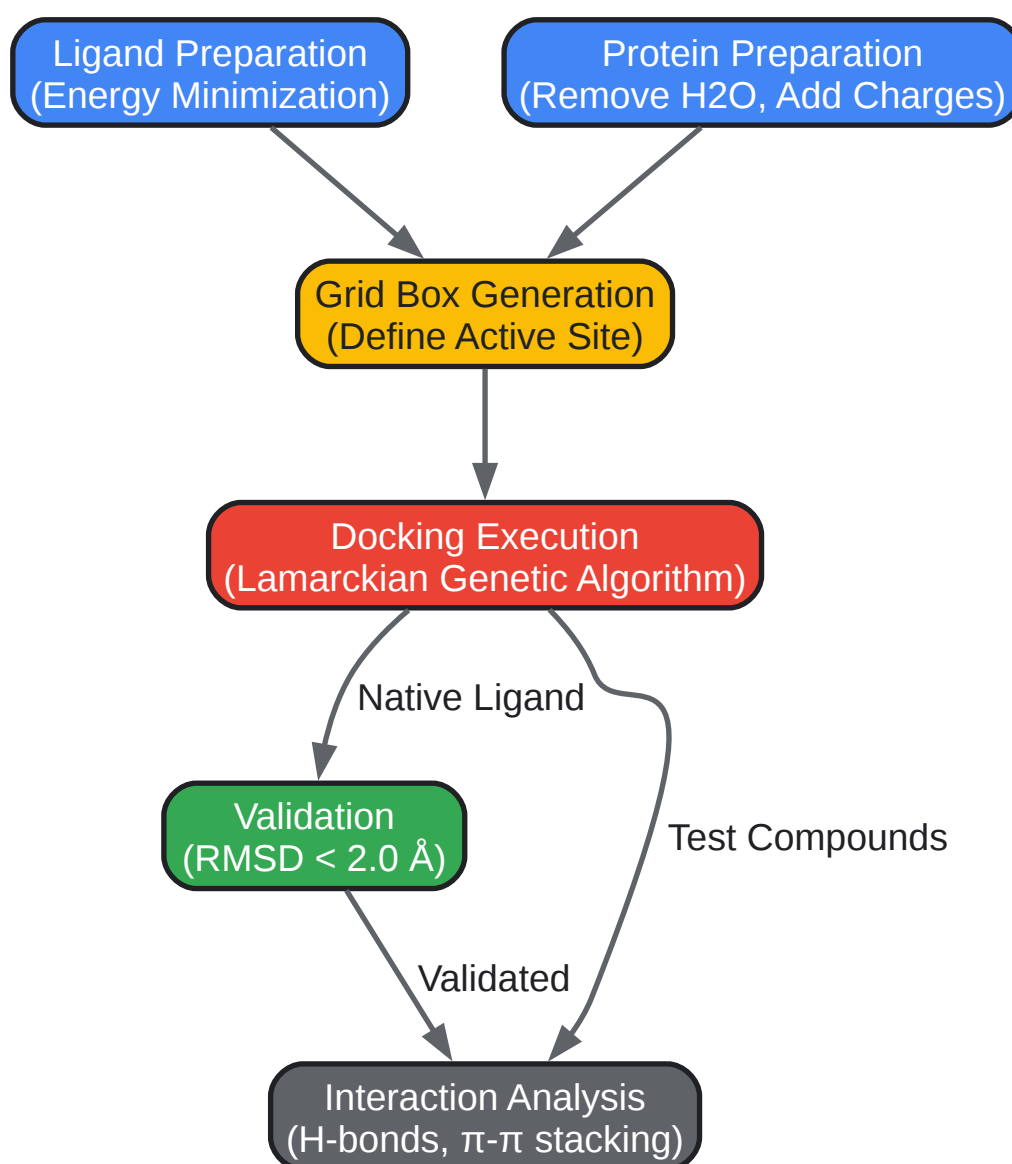 Ligand Preparation
(Energy Minimization)
Protein Preparation
(Remove H2O, Add Charges)
Grid Box Generation
(Define Active Site)
Docking Execution
(Lamarckian Genetic Algorithm)
Native Ligand
Validation
(RMSD < 2.0 Å)
Test Compounds
Validated
Interaction Analysis
(H-bonds, π-π stacking)